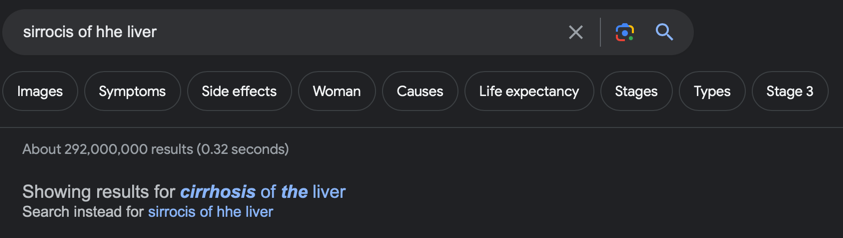 sirrocis of hhe liver
Images Symptoms Side effects Woman Causes Life expectancy Stages Types Stage 3
About 292,000,000 results (0.32 seconds)
Showing results for cirrhosis of the liver
Search instead for sirrocis of hhe liver